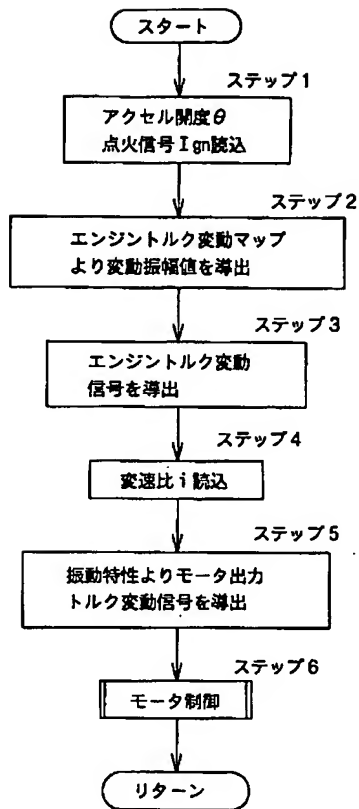 スタート
ステップ1
アクセル開度θ
点火信号Ign読込
ステップ2
エンジントルク変動マップ
より変動振幅値を導出
ステップ3
エンジントルク変動
信号を導出
ステップ4
変速比i読込
ステップ5
振動特性よりモータ出力
トルク変動信号を導出
ステップ6
モータ制御
リターン